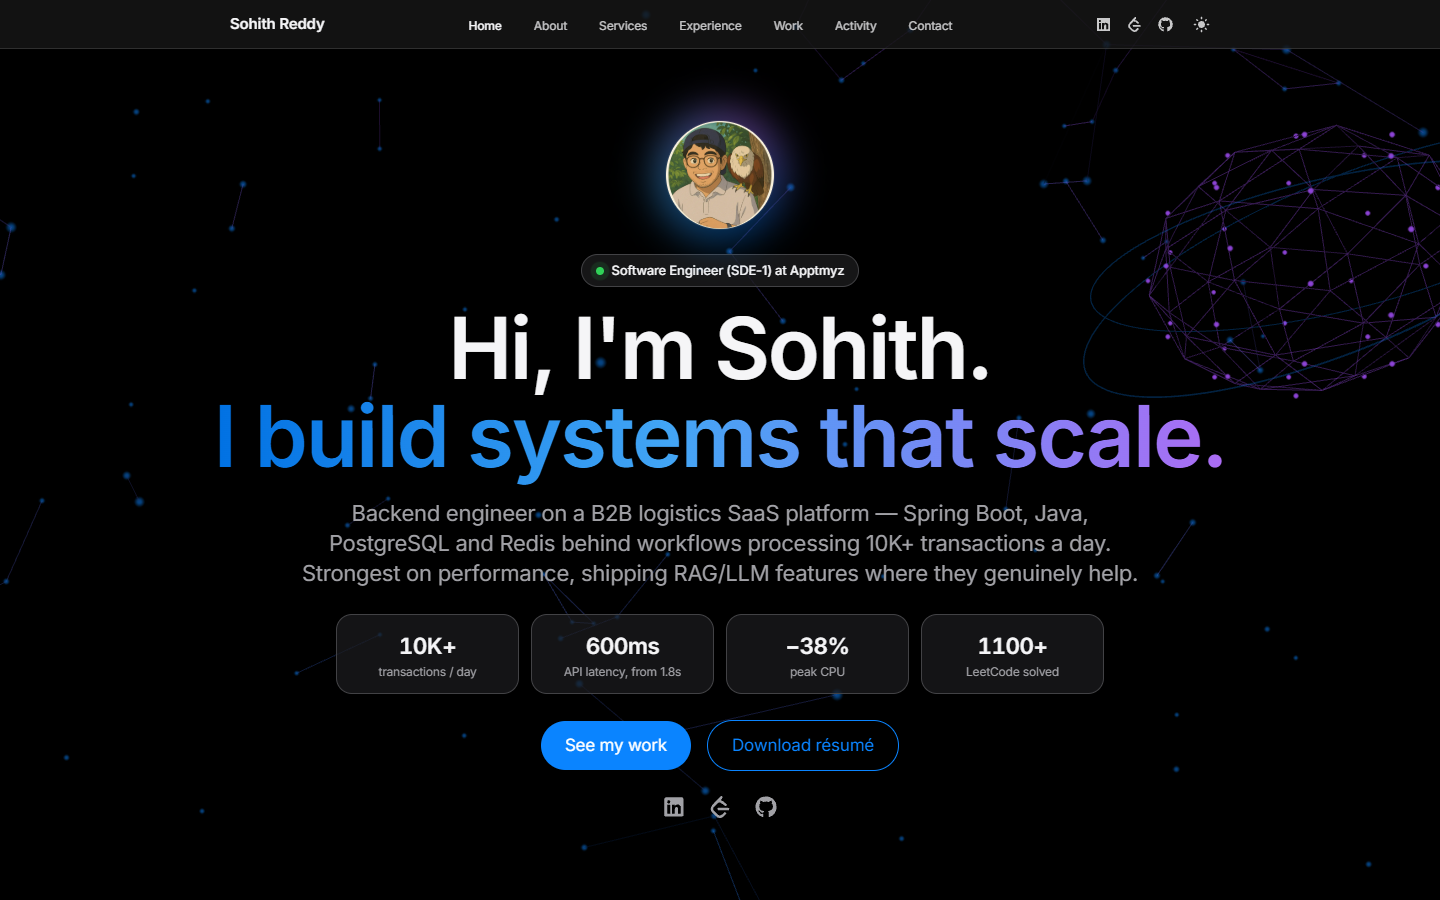 Sohith Reddy
Home About Services Experience Work Activity Contact
Software Engineer (SDE-1) at Apptmyz
Hi, I'm Sohith.
I build systems that scale.
Backend engineer on a B2B logistics SaaS platform — Spring Boot, Java,
PostgreSQL and Redis behind workflows processing 10K+ transactions a day.
Strongest on performance, shipping RAG/LLM features where they genuinely help.
10K+
transactions / day
600ms
API latency, from 1.8s
−38%
peak CPU
1100+
LeetCode solved
See my work
Download résumé